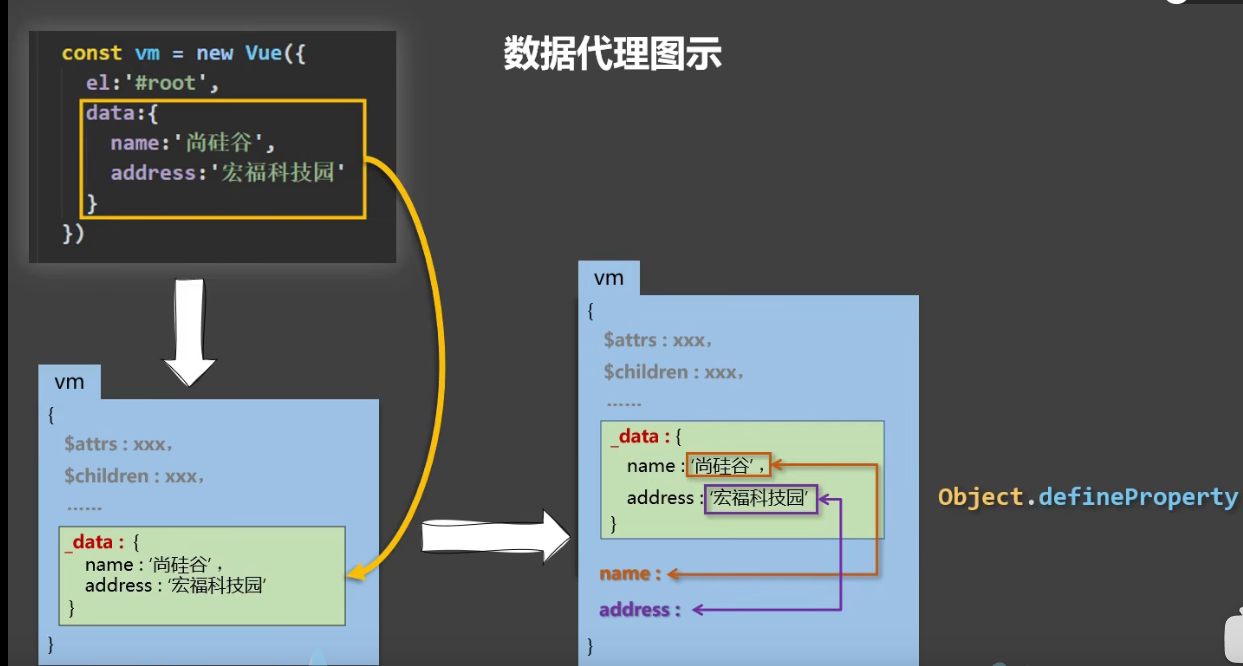 数据代理图示
const vm = new Vue({
el:'#root',
data:{
name:'尚硅谷',
address:'宏福科技园'
}
})
vm
{
$attrs : xxx，
$children : xxx，
……
_data : {
name : ‘尚硅谷’，
address : ‘宏福科技园’
}
}
vm
{
$attrs : xxx，
$children : xxx，
……
_data : {
name : ‘尚硅谷’，
address : ‘宏福科技园’
}
name :
address :
}
Object.defineProperty